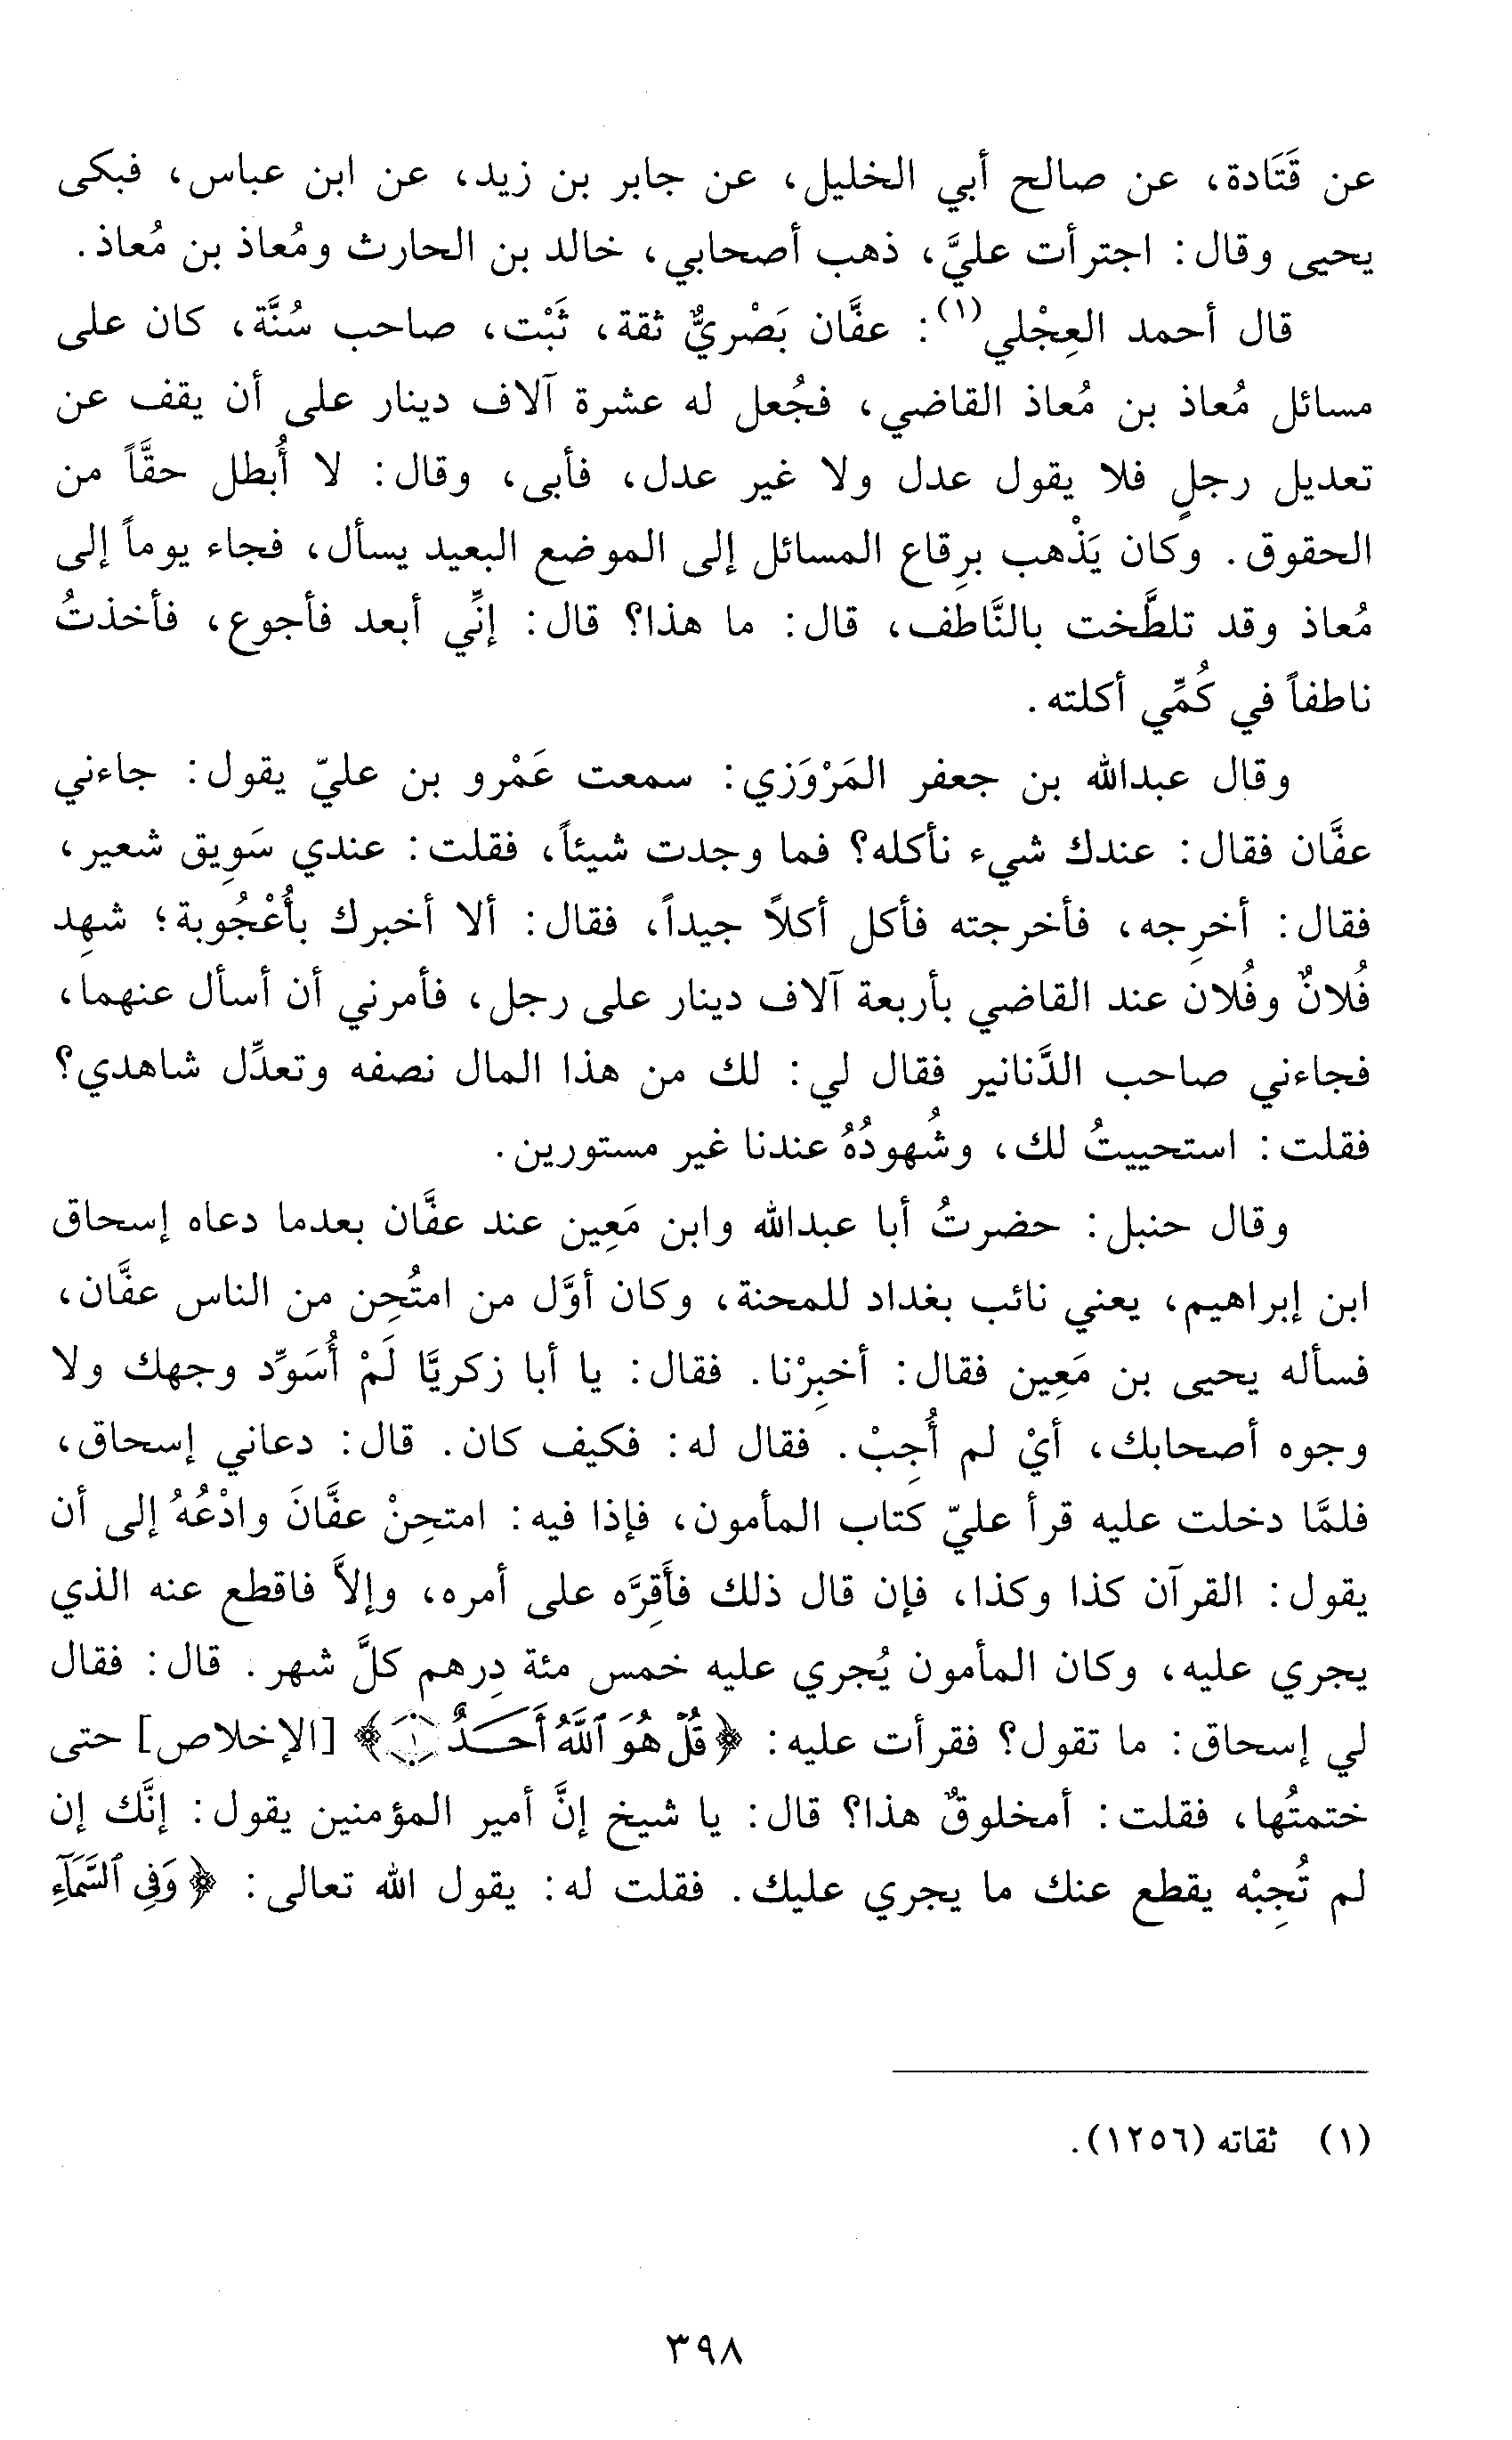 عن قَتَادة، عن صالح أبي الخليل، عن جابر بن زيد، عن ابن عباس، فبكى
يحيى وقال: اجترأت عليَّ، ذهب أصحابي، خالد بن الحارث ومُعاذ بن مُعاذ.
قال أحمد العِجْلي(١): عفَّان بَصْريٌّ ثقة، ثَبْت، صاحب سُنَّة، كان على
مسائل مُعاذ بن مُعاذ القاضي، فجُعل له عشرة آلاف دينار على أن يقف عن
تعديل رجلٍ فلا يقول عدل ولا غير عدل، فأبى، وقال: لا أُبطل حقَّاً من
الحقوق. وكان يَذْهب برِقاع المسائل إلى الموضع البعيد يسأل، فجاء يوماً إلى
مُعاذ وقد تلطَّخت بالنَّاطف، قال: ما هذا؟ قال: إنِّي أبعد فأجوع، فأخذتُ
ناطفاً في كُمِّي أكلته.
وقال عبدالله بن جعفر المَرْوَزي: سمعت عَمْرو بن عليّ يقول: جاءني
عفَّان فقال: عندك شيء نأكله؟ فما وجدت شيئاً، فقلت: عندي سَوِيق شعير،
فقال: أخرِجه، فأخرجته فأكل أكلاً جيداً، فقال: ألا أخبرك بأُعْجُوبة؛ شهِد
فُلانٌ وفُلان عند القاضي بأربعة آلاف دينار على رجل، فأمرني أن أسأل عنهما،
فجاءني صاحب الدَّنانير فقال لي: لك من هذا المال نصفه وتعدِّل شاهدي؟
فقلت: استحييتُ لك، وشُهودُهُ عندنا غير مستورين.
وقال حنبل: حضرتُ أبا عبدالله وابن مَعِين عند عفَّان بعدما دعاه إسحاق
ابن إبراهيم، يعني نائب بغداد للمحنة، وكان أوَّل من امتُحِن من الناس عفَّان،
فسأله يحيى بن مَعِين فقال: أخبِرْنا. فقال: يا أبا زكريَّا لَمْ أُسَوِّد وجهك ولا
وجوه أصحابك، أيْ لم أُجِبْ. فقال له: فكيف كان. قال: دعاني إسحاق،
فلمَّا دخلت عليه قرأ عليّ كتاب المأمون، فإذا فيه: امتحِنْ عفَّانَ وادْعُهُ إلى أن
يقول: القرآن كذا وكذا، فإن قال ذلك فأَقِرَّه على أمره، وإلاَّ فاقطع عنه الذي
يجري عليه، وكان المأمون يُجري عليه خمس مئة دِرهم كلَّ شهر. قال: فقال
لي إسحاق: ما تقول؟ فقرأت عليه: ﴿قُلْ هُوَ ٱللَّهُ أَحَدٌ ۝١﴾ [الإخلاص] حتى
ختمتُها، فقلت: أمخلوقٌ هذا؟ قال: يا شيخ إنَّ أمير المؤمنين يقول: إنَّك إن
لم تُجِبْه يقطع عنك ما يجري عليك. فقلت له: يقول الله تعالى: ﴿وَفِي ٱلسَّمَآءِ
(١) ثقاته (١٢٥٦).
٣٩٨